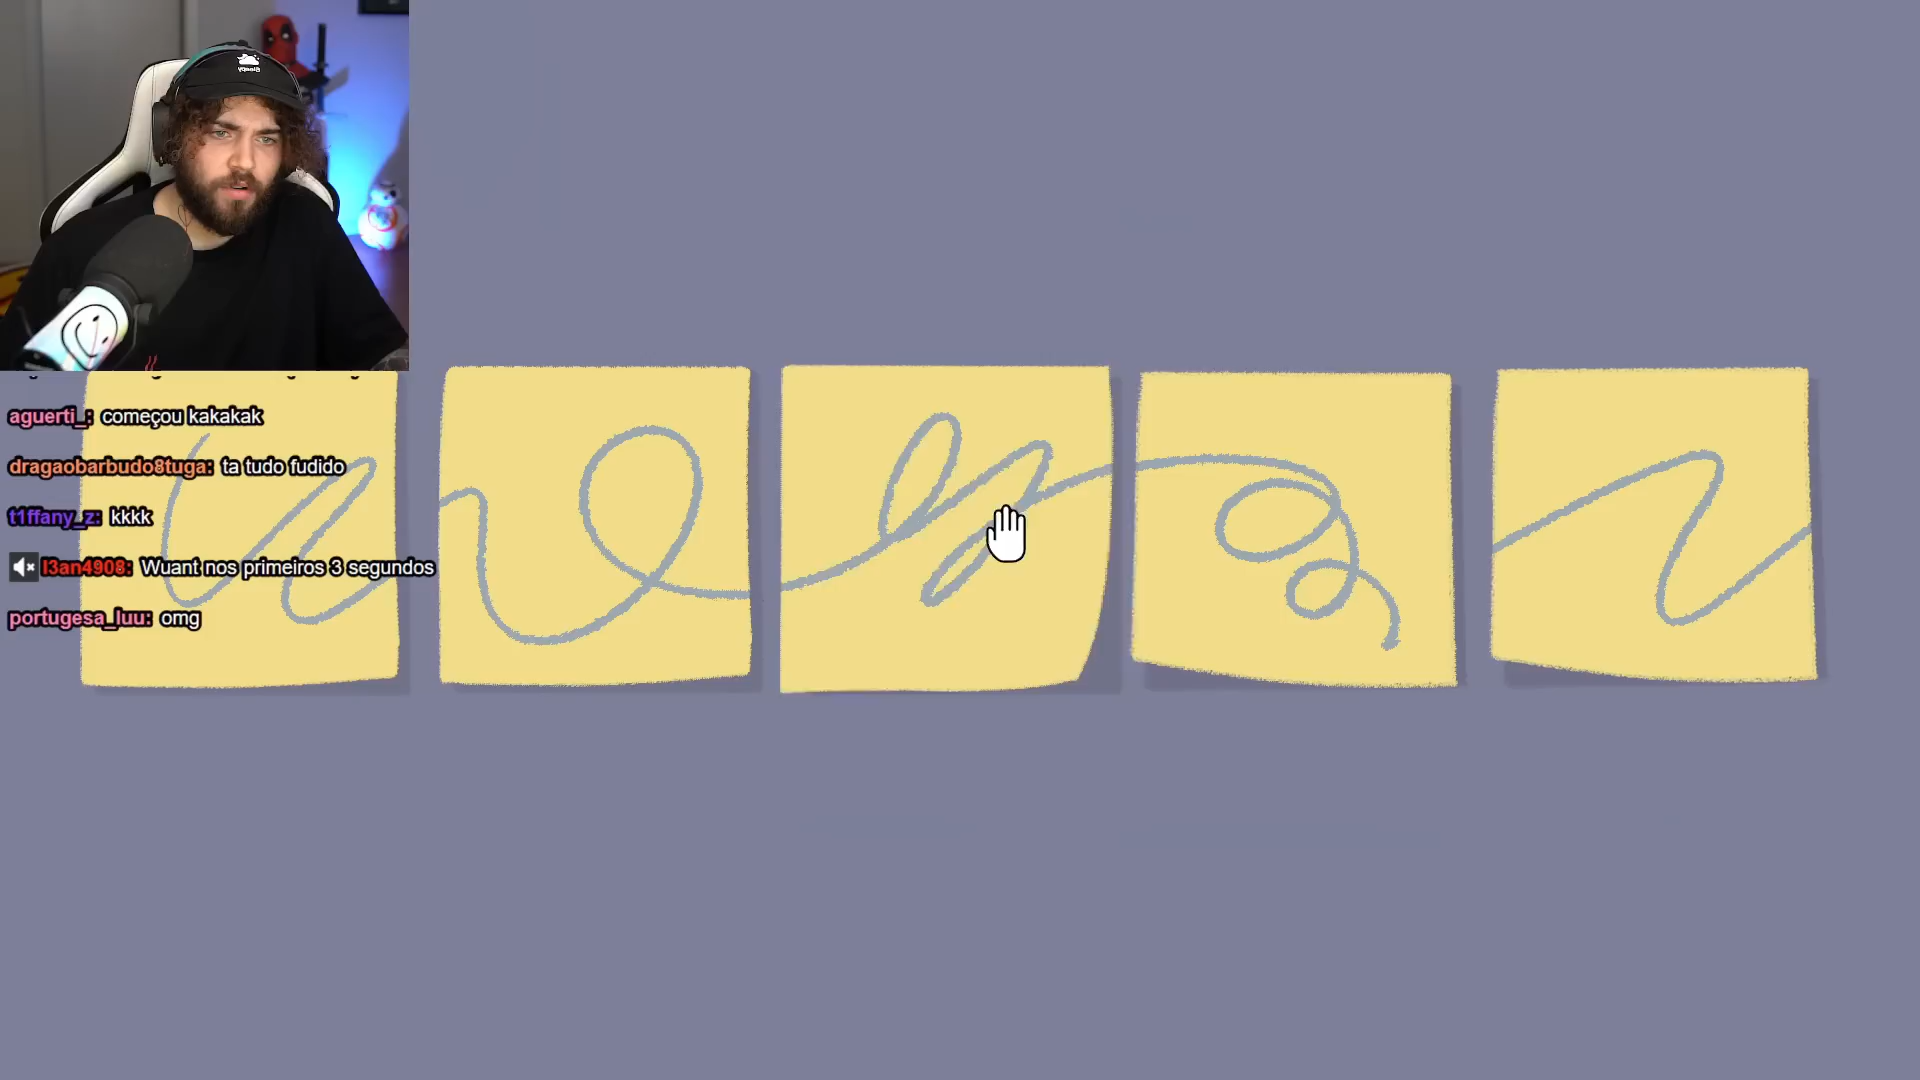 aguerti_: começou kakakak
dragaobarbudo8tuga: ta tudo fudido
t1ffany_z: kkkk
l3an4908: Wuant nos primeiros 3 segundos
portugesa_luu: omg